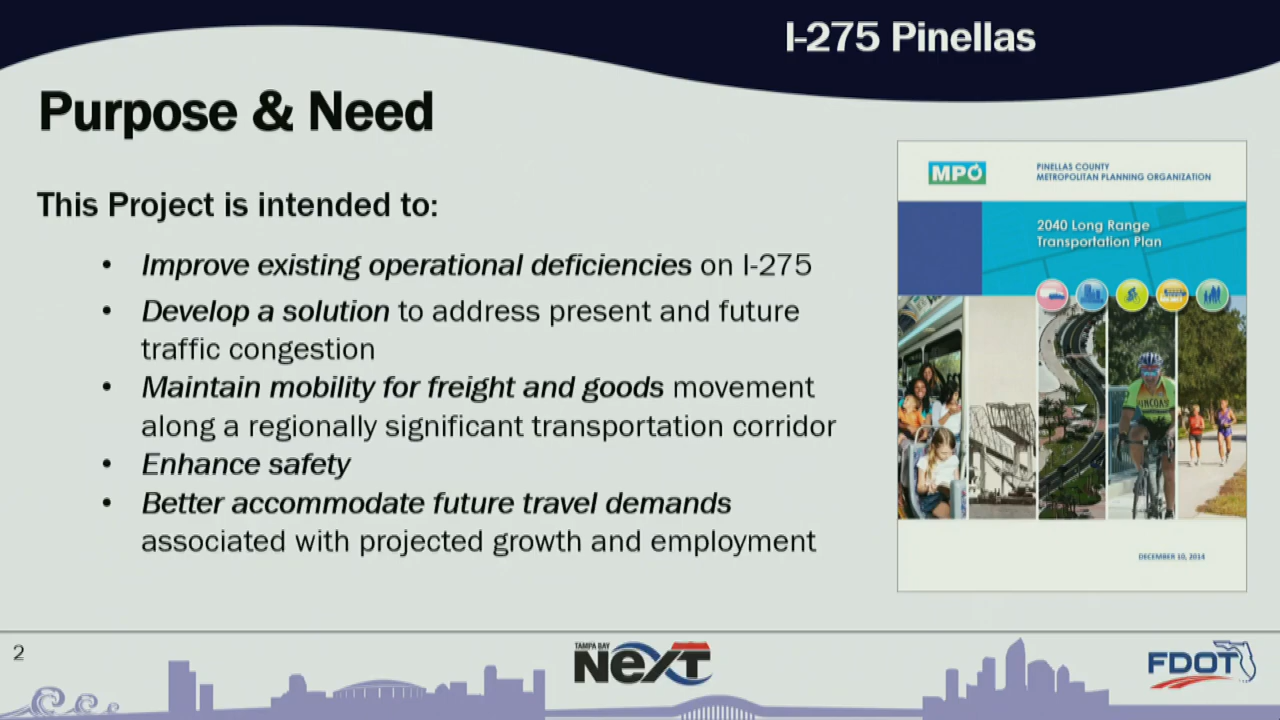 I-275 Pinellas
Purpose & Need
This Project is intended to:
• Improve existing operational deficiencies on I-275
• Develop a solution to address present and future
traffic congestion
• Maintain mobility for freight and goods movement
along a regionally significant transportation corridor
• Enhance safety
• Better accommodate future travel demands
associated with projected growth and employment
MPO
PINELLAS COUNTY
METROPOLITAN PLANNING ORGANIZATION
2040 Long Range
Transportation Plan
DECEMBER 10, 2014
2
TAMPA BAY
NeXT
FDOT